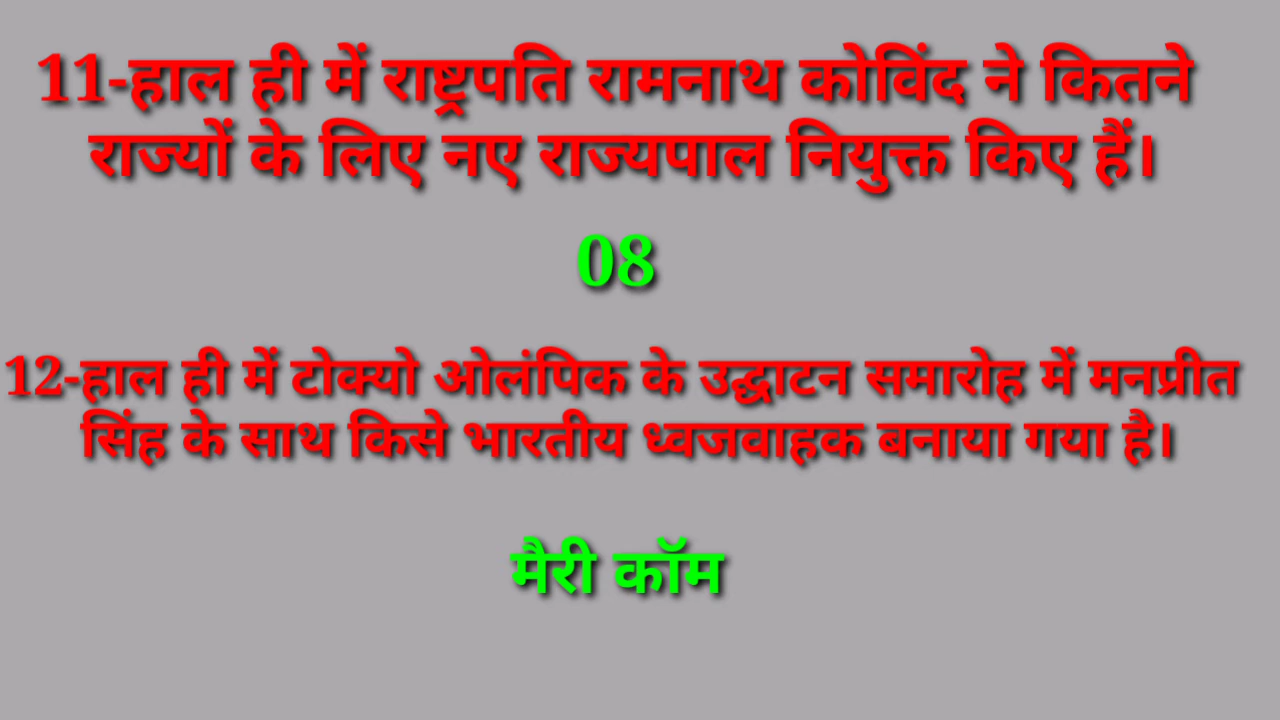 11-हाल ही में राष्ट्रपति रामनाथ कोविंद ने कितने
राज्यों के लिए नए राज्यपाल नियुक्त किए हैं।
08
12-हाल ही में टोक्यो ओलंपिक के उद्घाटन समारोह में मनप्रीत
सिंह के साथ किसे भारतीय ध्वजवाहक बनाया गया है।
मैरी कॉम